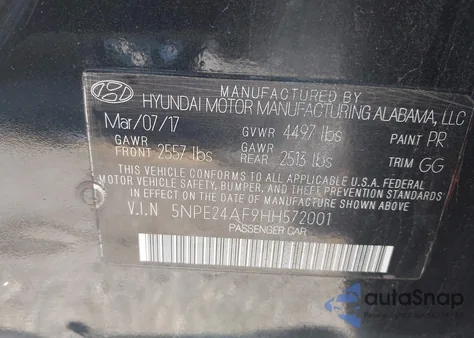 MANUFACTURED BY
HYUNDAI MOTOR MANUFACTURING ALABAMA, LLC
Mar/07/17 GVWR 4497 lbs PAINT PR
GAWR FRONT 2557 lbs GAWR REAR 2513 lbs TRIM GG
THIS VEHICLE CONFORMS TO ALL APPLICABLE U.S.A. FEDERAL
MOTOR VEHICLE SAFETY, BUMPER, AND THEFT PREVENTION
STANDARDS IN EFFECT ON THE DATE OF MANUFACTURE SHOWN ABOVE.
V.I.N 5NPE24AF9HH572001
PASSENGER CAR
autoSnap